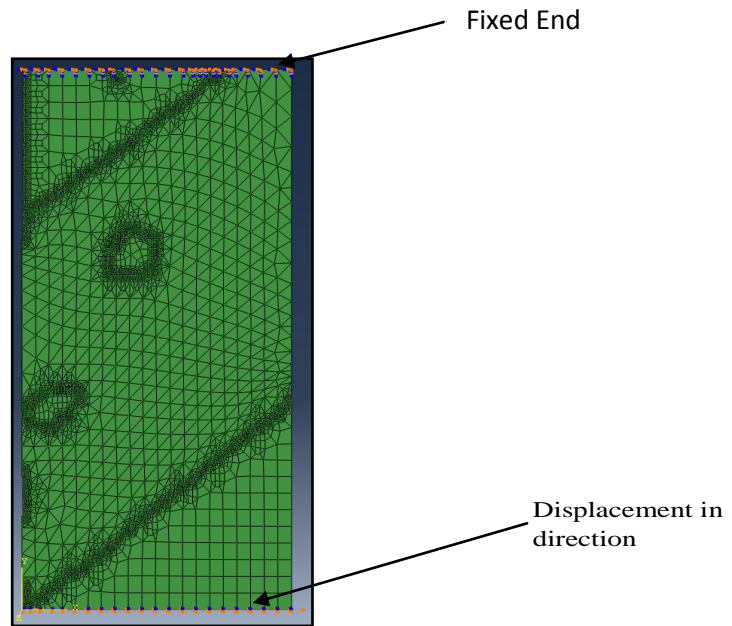 Fixed End
Displacement in
direction
Y
X
Z